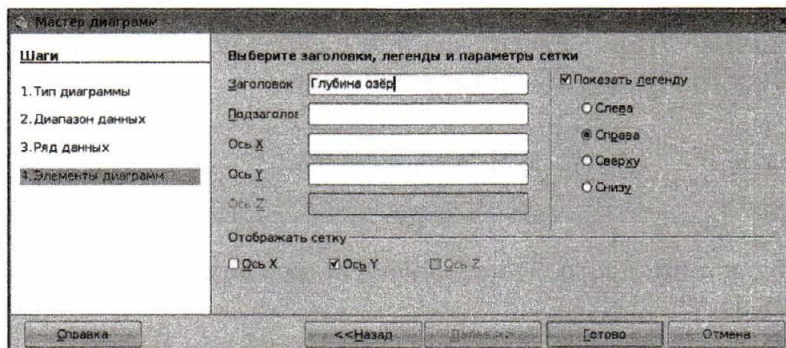 Мастер диаграмм
Шаги
1.Тип диаграммы
2.Диапазон данных
3.Ряд данных
4.Элементы диаграмм
Выберите заголовки, легенды и параметры сетки
Заголовок Глубина озёр
Подзаголов
Ось X
Ось Y
Ось Z
Показать легенду
Слева
Справа
Сверху
Снизу
Отображать сетку
Ось X Ось Y Ось Z
Справка <<Назад Далее >> Готово Отмена